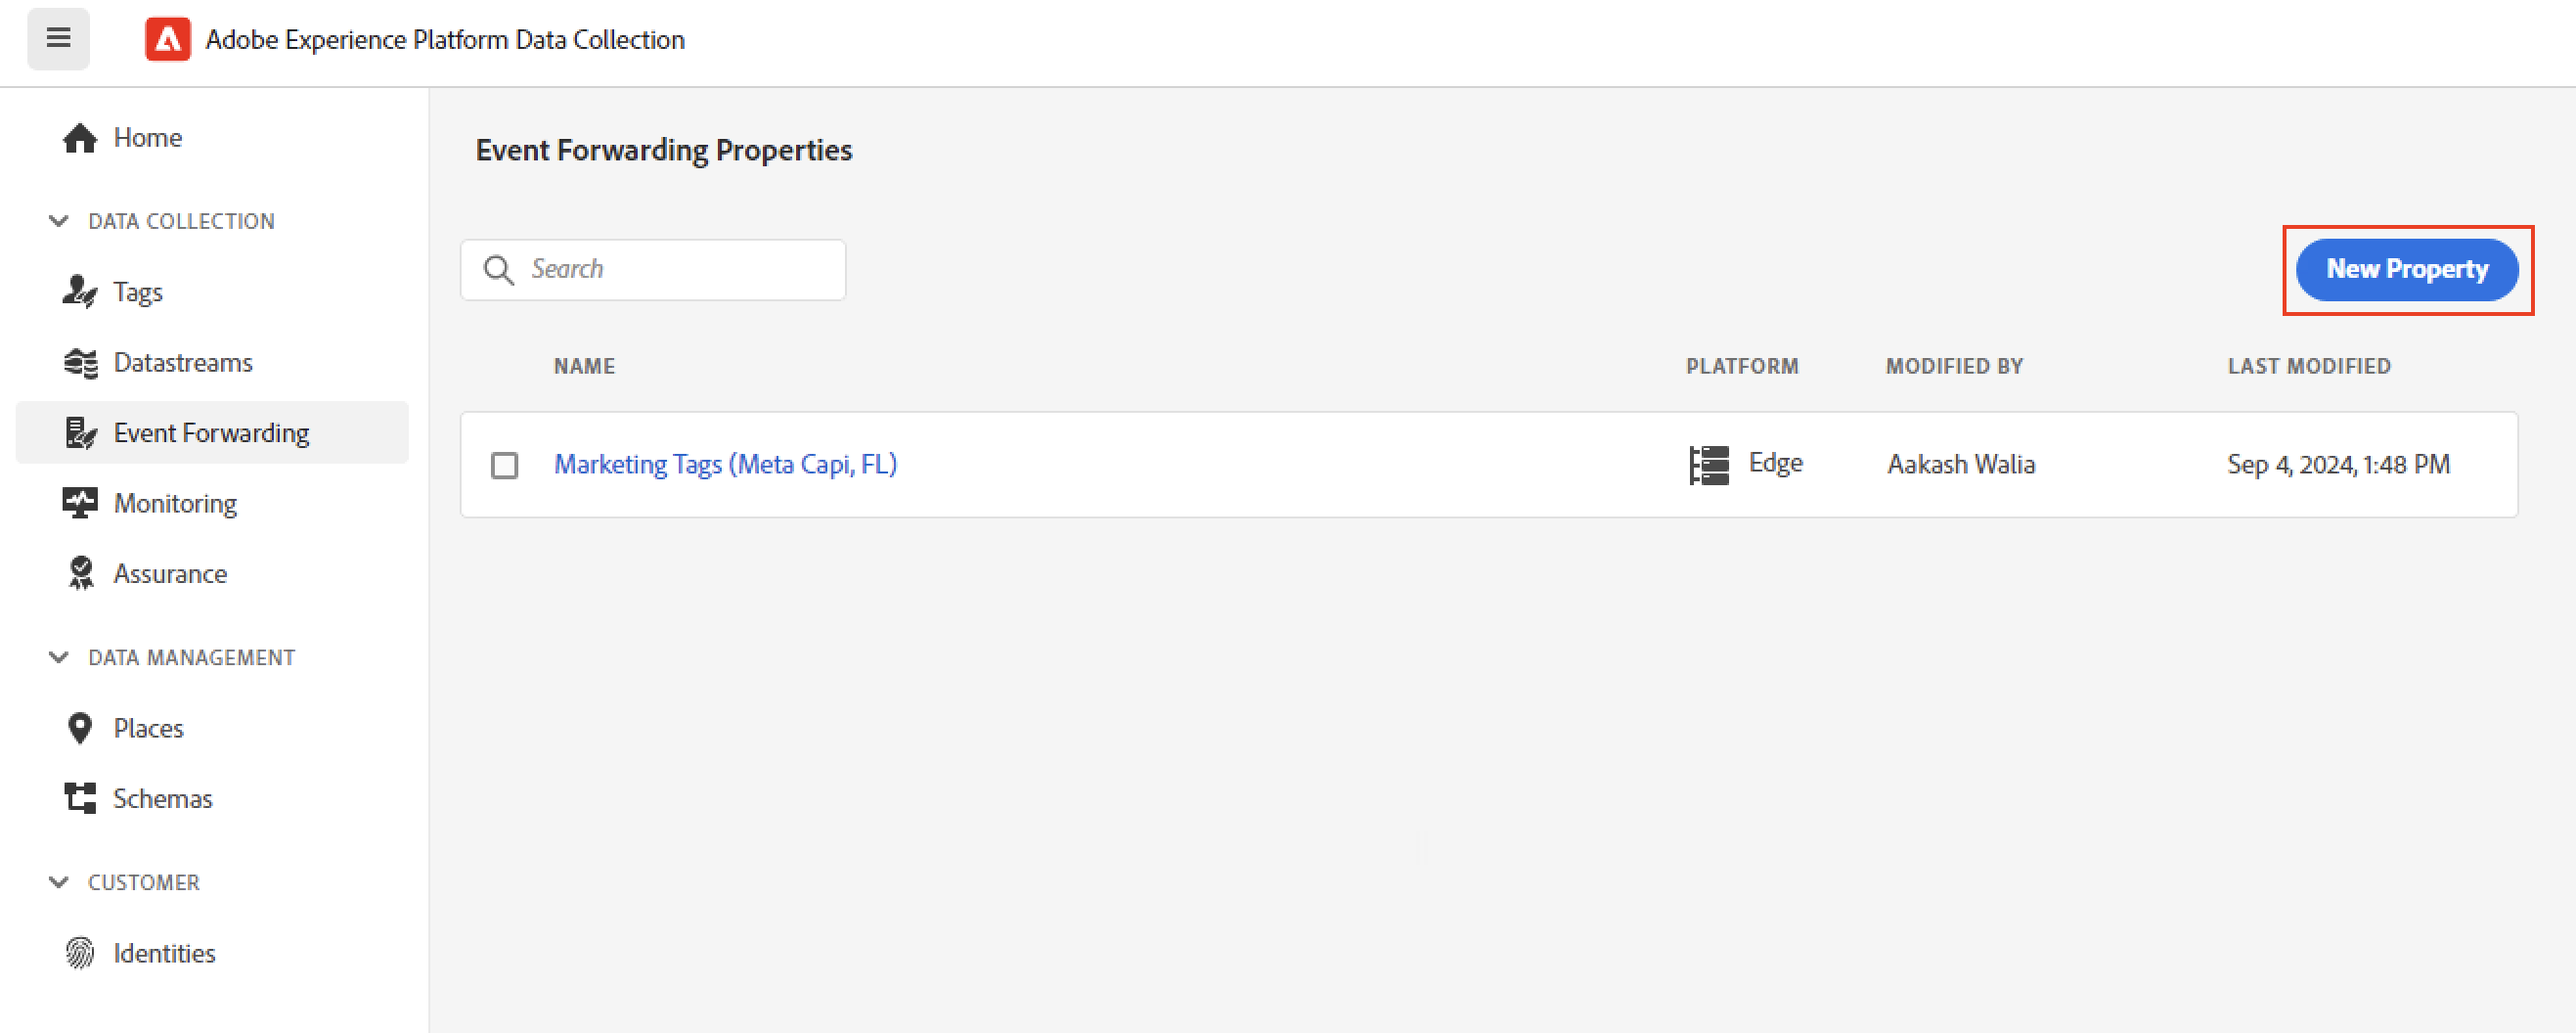 Adobe Experience Platform Data Collection
Home
DATA COLLECTION
Tags
Datastreams
Event Forwarding
Monitoring
Assurance
DATA MANAGEMENT
Places
Schemas
CUSTOMER
Identities
Event Forwarding Properties
Search
New Property
NAME PLATFORM MODIFIED BY LAST MODIFIED
Marketing Tags (Meta Capi, FL) Edge Aakash Walia Sep 4, 2024, 1:48 PM